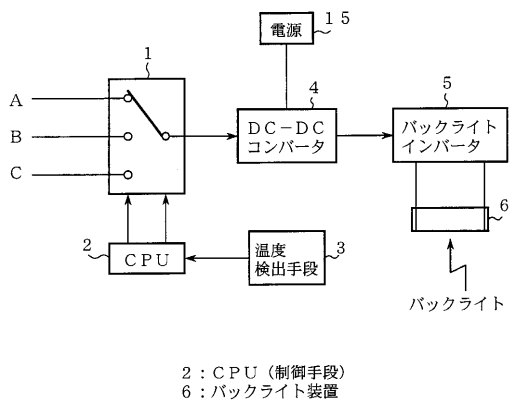 電源
15
1
A
B
C
4
DC-DC
コンバータ
5
バックライト
インバータ
6
2
CPU
温度
検出手段
3
バックライト
2:CPU(制御手段)
6:バックライト装置